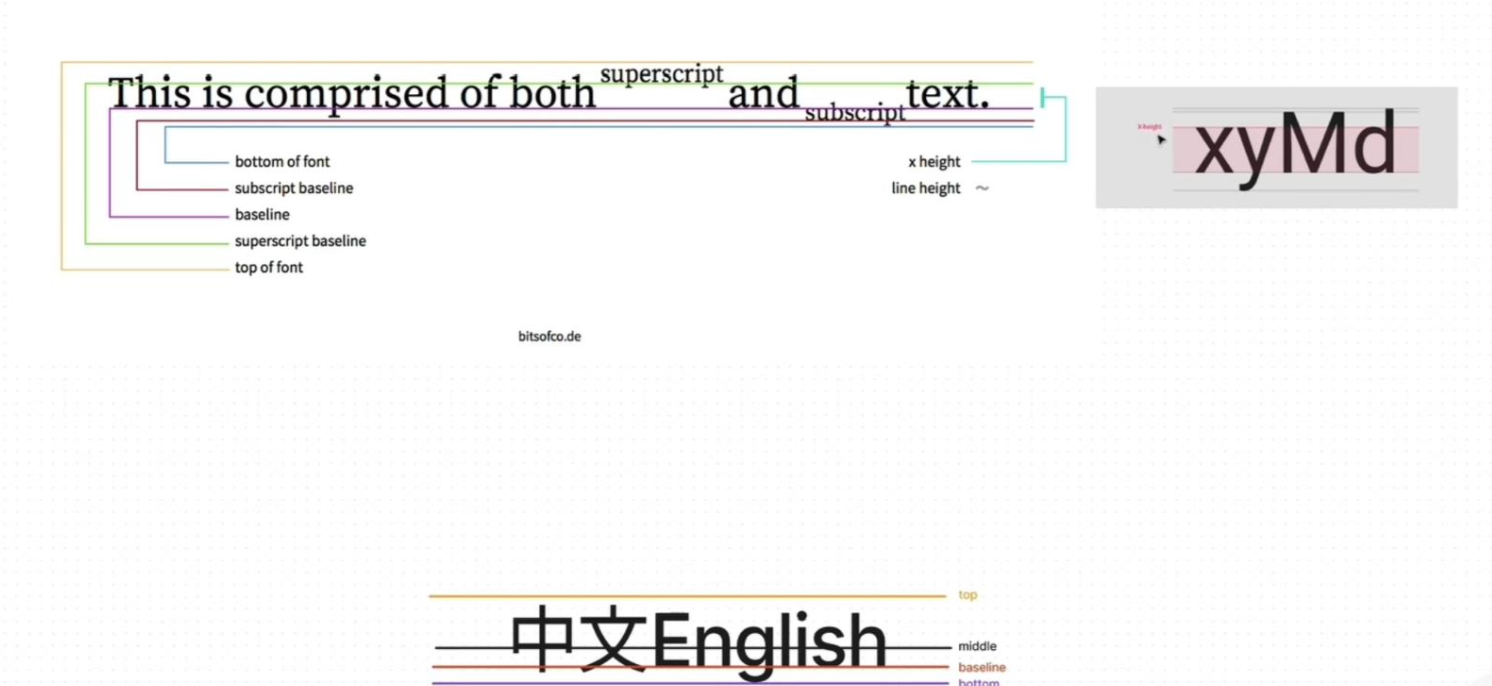 This is comprised of both superscript and subscript text.
x height
xyMd
bottom of font
x height
subscript baseline
line height ~
baseline
superscript baseline
top of font
bitsofco.de
top
中文English
middle
baseline
bottom